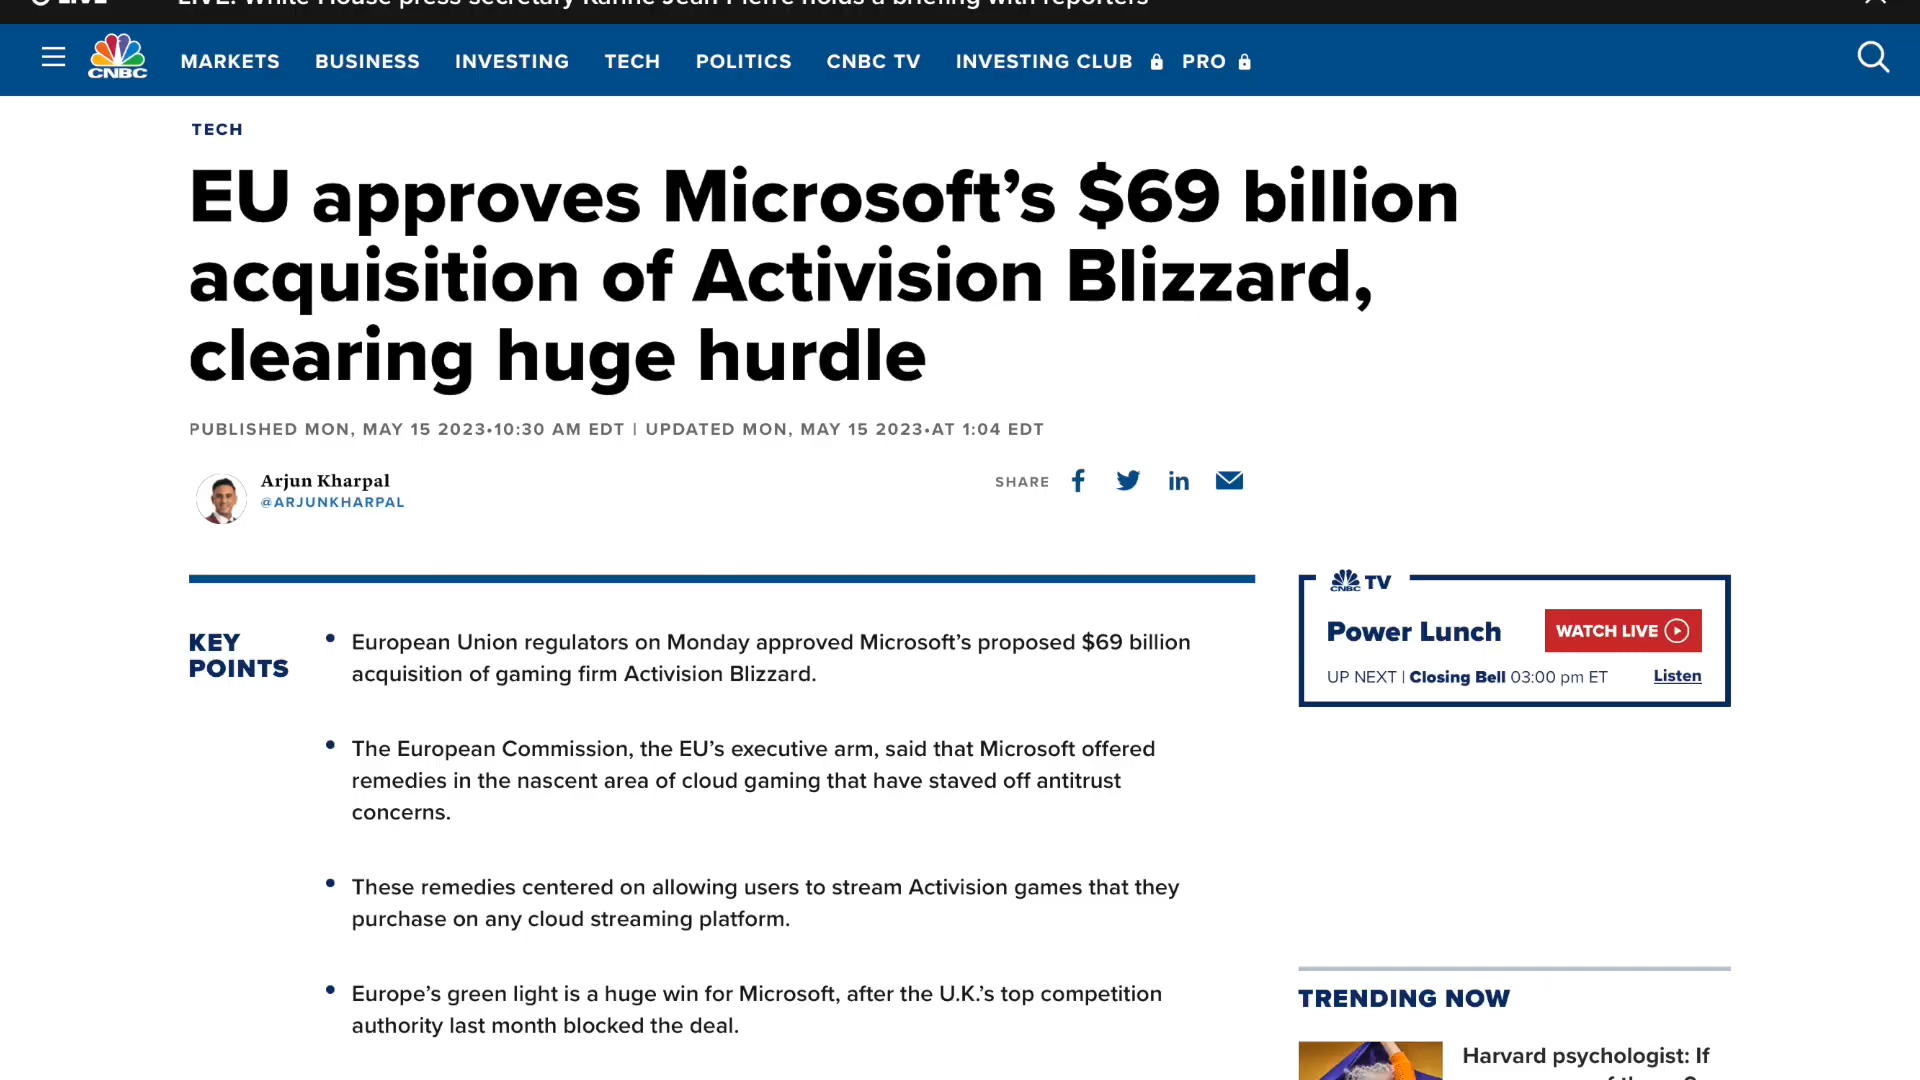 LIVE
LIVE: White House press secretary Karine Jean-Pierre holds a briefing with reporters
CNBC
MARKETS BUSINESS INVESTING TECH POLITICS CNBC TV INVESTING CLUB PRO
TECH
EU approves Microsoft’s $69 billion
acquisition of Activision Blizzard,
clearing huge hurdle
PUBLISHED MON, MAY 15 2023•10:30 AM EDT | UPDATED MON, MAY 15 2023•AT 1:04 EDT
Arjun Kharpal
@ARJUNKHARPAL
SHARE
KEY
POINTS
• European Union regulators on Monday approved Microsoft’s proposed $69 billion
acquisition of gaming firm Activision Blizzard.
• The European Commission, the EU’s executive arm, said that Microsoft offered
remedies in the nascent area of cloud gaming that have staved off antitrust
concerns.
• These remedies centered on allowing users to stream Activision games that they
purchase on any cloud streaming platform.
• Europe’s green light is a huge win for Microsoft, after the U.K.’s top competition
authority last month blocked the deal.
CNBC TV
Power Lunch
WATCH LIVE
UP NEXT | Closing Bell 03:00 pm ET
Listen
TRENDING NOW
Harvard psychologist: If